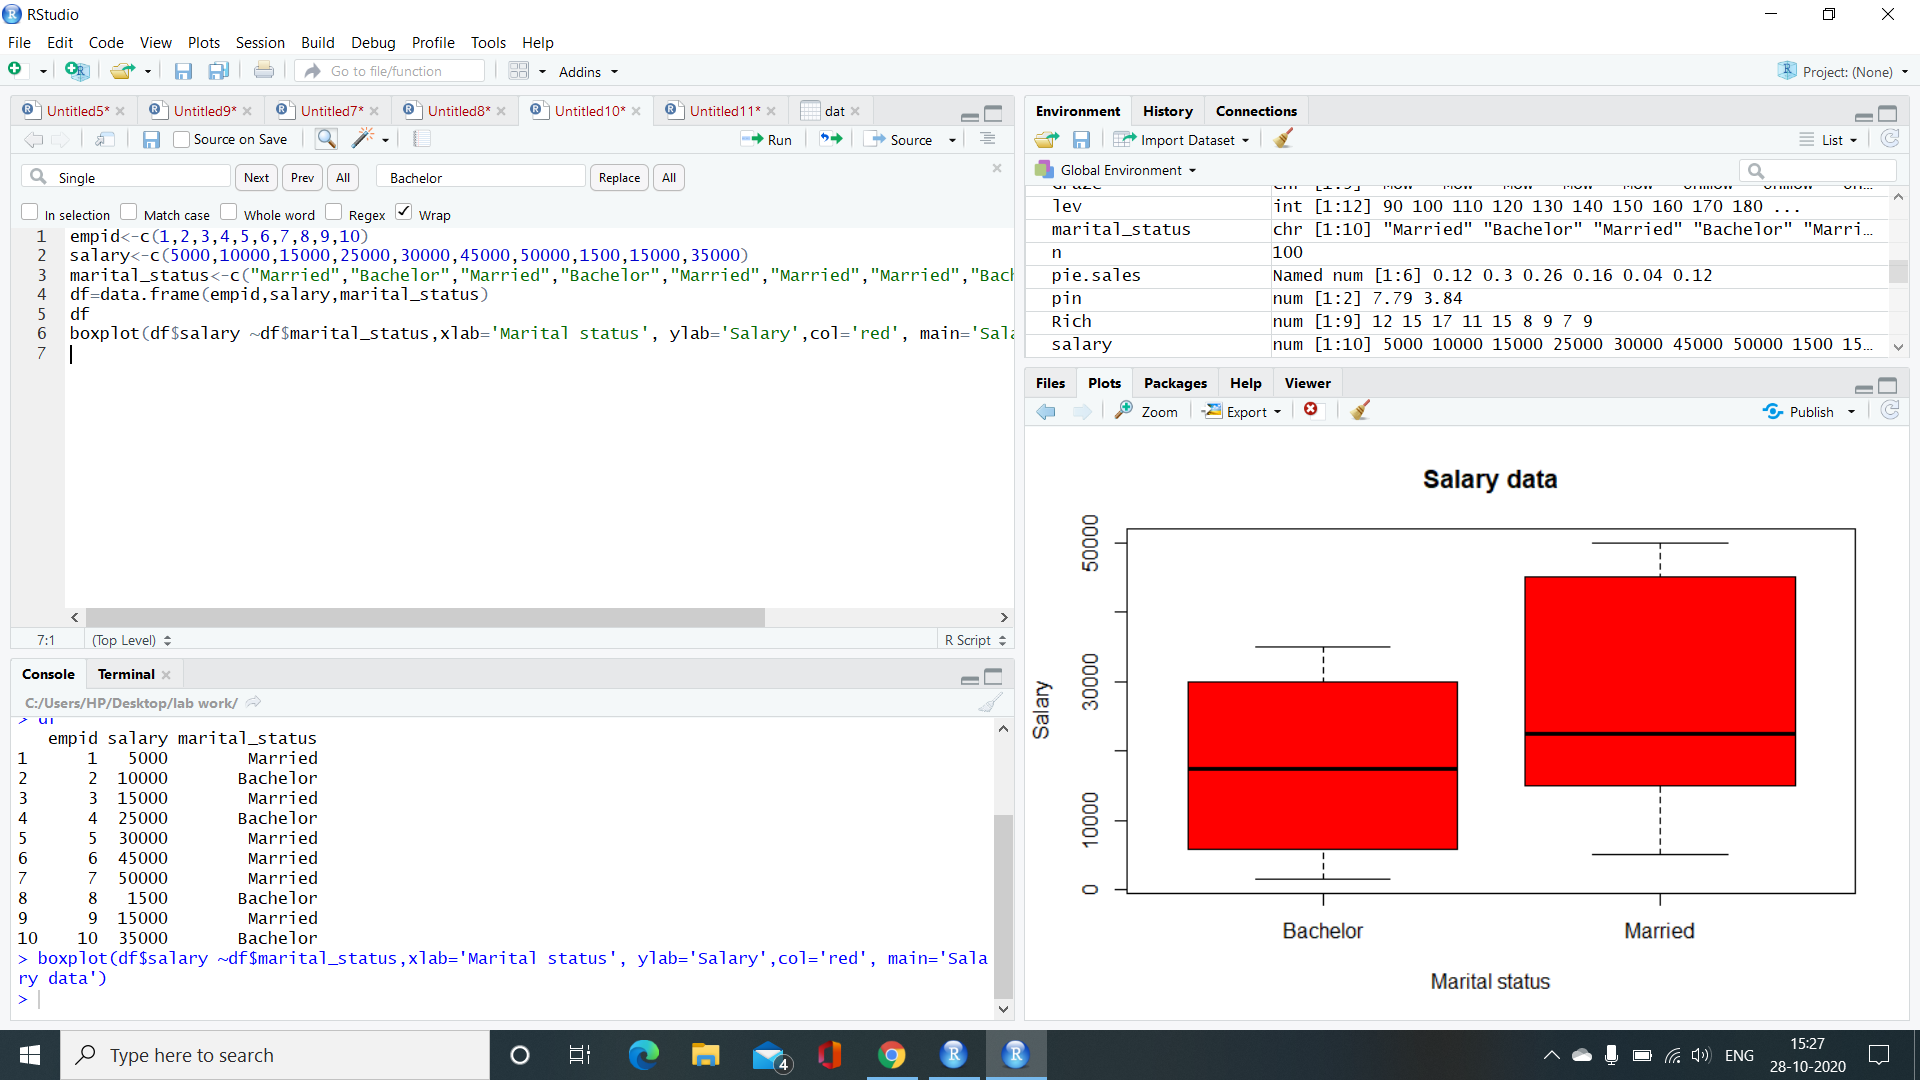 RStudio
File Edit Code View Plots Session Build Debug Profile Tools Help
Go to file/function Addins Project: (None)
Untitled5* Untitled9* Untitled7* Untitled8* Untitled10* Untitled11* dat
Source on Save Run Source
Single Next Prev All Bachelor Replace All
In selection Match case Whole word Regex Wrap
1 empid<-c(1,2,3,4,5,6,7,8,9,10)
2 salary<-c(5000,10000,15000,25000,30000,45000,50000,1500,15000,35000)
3 marital_status<-c("Married","Bachelor","Married","Bachelor","Married","Married","Married","Bach
4 df=data.frame(empid,salary,marital_status)
5 df
6 boxplot(df$salary ~df$marital_status,xlab='Marital status', ylab='Salary',col='red', main='Sala
7
7:1 (Top Level) R Script
Console Terminal
C:/Users/HP/Desktop/lab work/
> df
empid salary marital_status
1 1 5000 Married
2 2 10000 Bachelor
3 3 15000 Married
4 4 25000 Bachelor
5 5 30000 Married
6 6 45000 Married
7 7 50000 Married
8 8 1500 Bachelor
9 9 15000 Married
10 10 35000 Bachelor
> boxplot(df$salary ~df$marital_status,xlab='Marital status', ylab='Salary',col='red', main='Sala
ry data')
>
Environment History Connections
Import Dataset List
Global Environment
lev int [1:12] 90 100 110 120 130 140 150 160 170 180 ...
marital_status chr [1:10] "Married" "Bachelor" "Married" "Bachelor" "Marri…
n 100
pie.sales Named num [1:6] 0.12 0.3 0.26 0.16 0.04 0.12
pin num [1:2] 7.79 3.84
Rich num [1:9] 12 15 17 11 15 8 9 7 9
salary num [1:10] 5000 10000 15000 25000 30000 45000 50000 1500 15…
Files Plots Packages Help Viewer
Zoom Export Publish
Salary data
50000
30000
10000
0
Salary
Bachelor Married
Marital status
Type here to search
4
ENG
15:27
28-10-2020